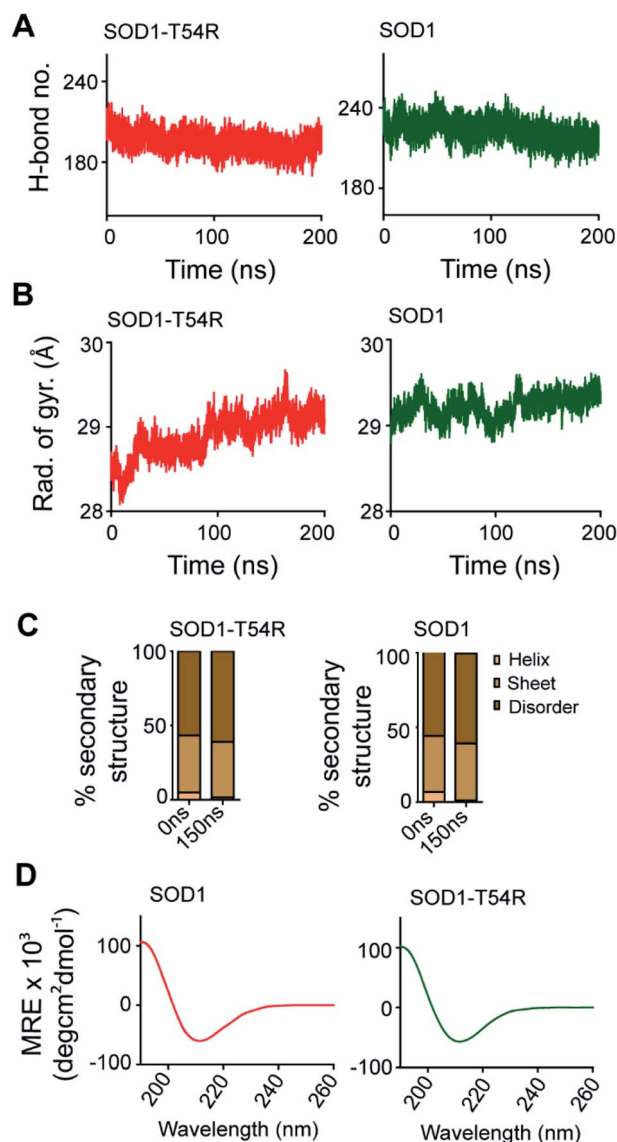 A
SOD1-T54R
SOD1
H-bond no.
240
180
240
180
0
100
200
0
100
200
Time (ns)
Time (ns)
B
SOD1-T54R
SOD1
Rad. of gyr. (Å)
30
29
28
0
100
200
0
100
200
Time (ns)
Time (ns)
C
SOD1-T54R
SOD1
% secondary
structure
100
50
0
0ns
150ns
% secondary
structure
100
50
0
0ns
150ns
Helix
Sheet
Disorder
D
SOD1
SOD1-T54R
MRE x 10³
(degcm²dmol⁻¹)
100
0
-100
200
220
240
260
Wavelength (nm)
100
0
-100
200
220
240
260
Wavelength (nm)